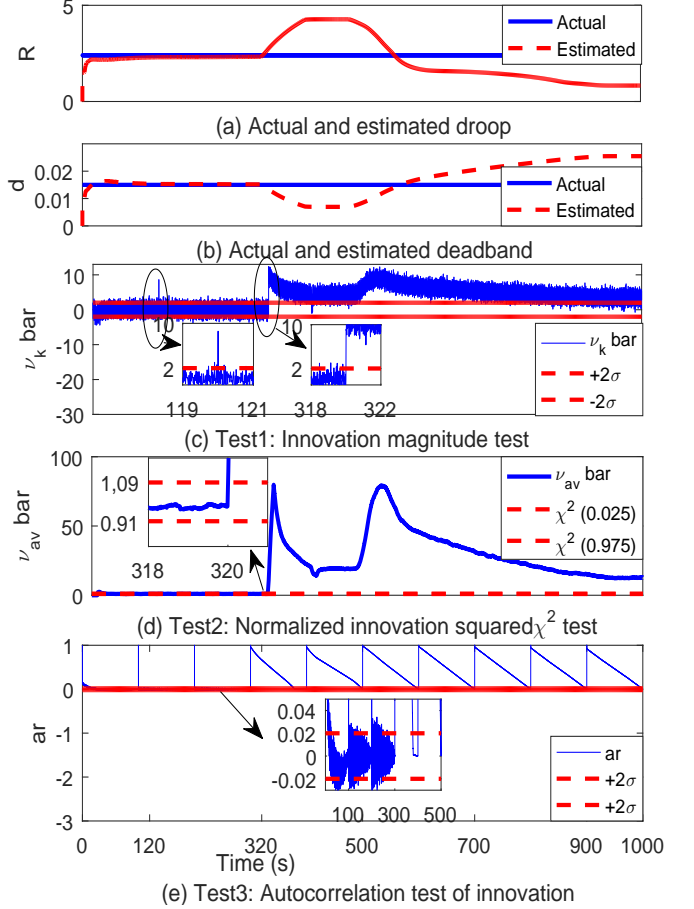 5
R
0
Actual
Estimated
(a) Actual and estimated droop
0.02
0.01
0
d
Actual
Estimated
(b) Actual and estimated deadband
10
0
-10
-20
-30
ν_k bar
10
2
119 121
10
2
318 322
ν_k bar
+2σ
-2σ
(c) Test1: Innovation magnitude test
100
50
0
ν_av bar
1,09
0.91
318 320
ν_av bar
χ² (0.025)
χ² (0.975)
(d) Test2: Normalized innovation squaredχ² test
1
0
-1
-2
-3
ar
0.04
0.02
0
-0.02
100 300 500
ar
+2σ
+2σ
0 120 320 500 700 900 1000
Time (s)
(e) Test3: Autocorrelation test of innovation